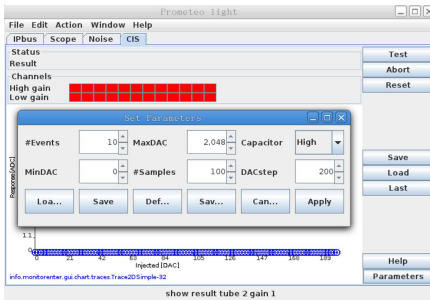 Prometeo light
File Edit Action Window Help
IPbus Scope Noise CIS
Status
Result
Channels
High gain
Low gain
Test
Abort
Reset
Set Parameters
#Events 10 MaxDAC 2,048 Capacitor High
MinDAC 0 #Samples 100 DACstep 200
Loa... Save Def... Sav... Can... Apply
Save
Load
Last
Response[ADC]
1.1
0
0 21 42 63 84 105 126 147 168 189
Injected [DAC]
info.monitorenter.gui.chart.traces.Trace2DSimple-32
Help
Parameters
show result tube 2 gain 1